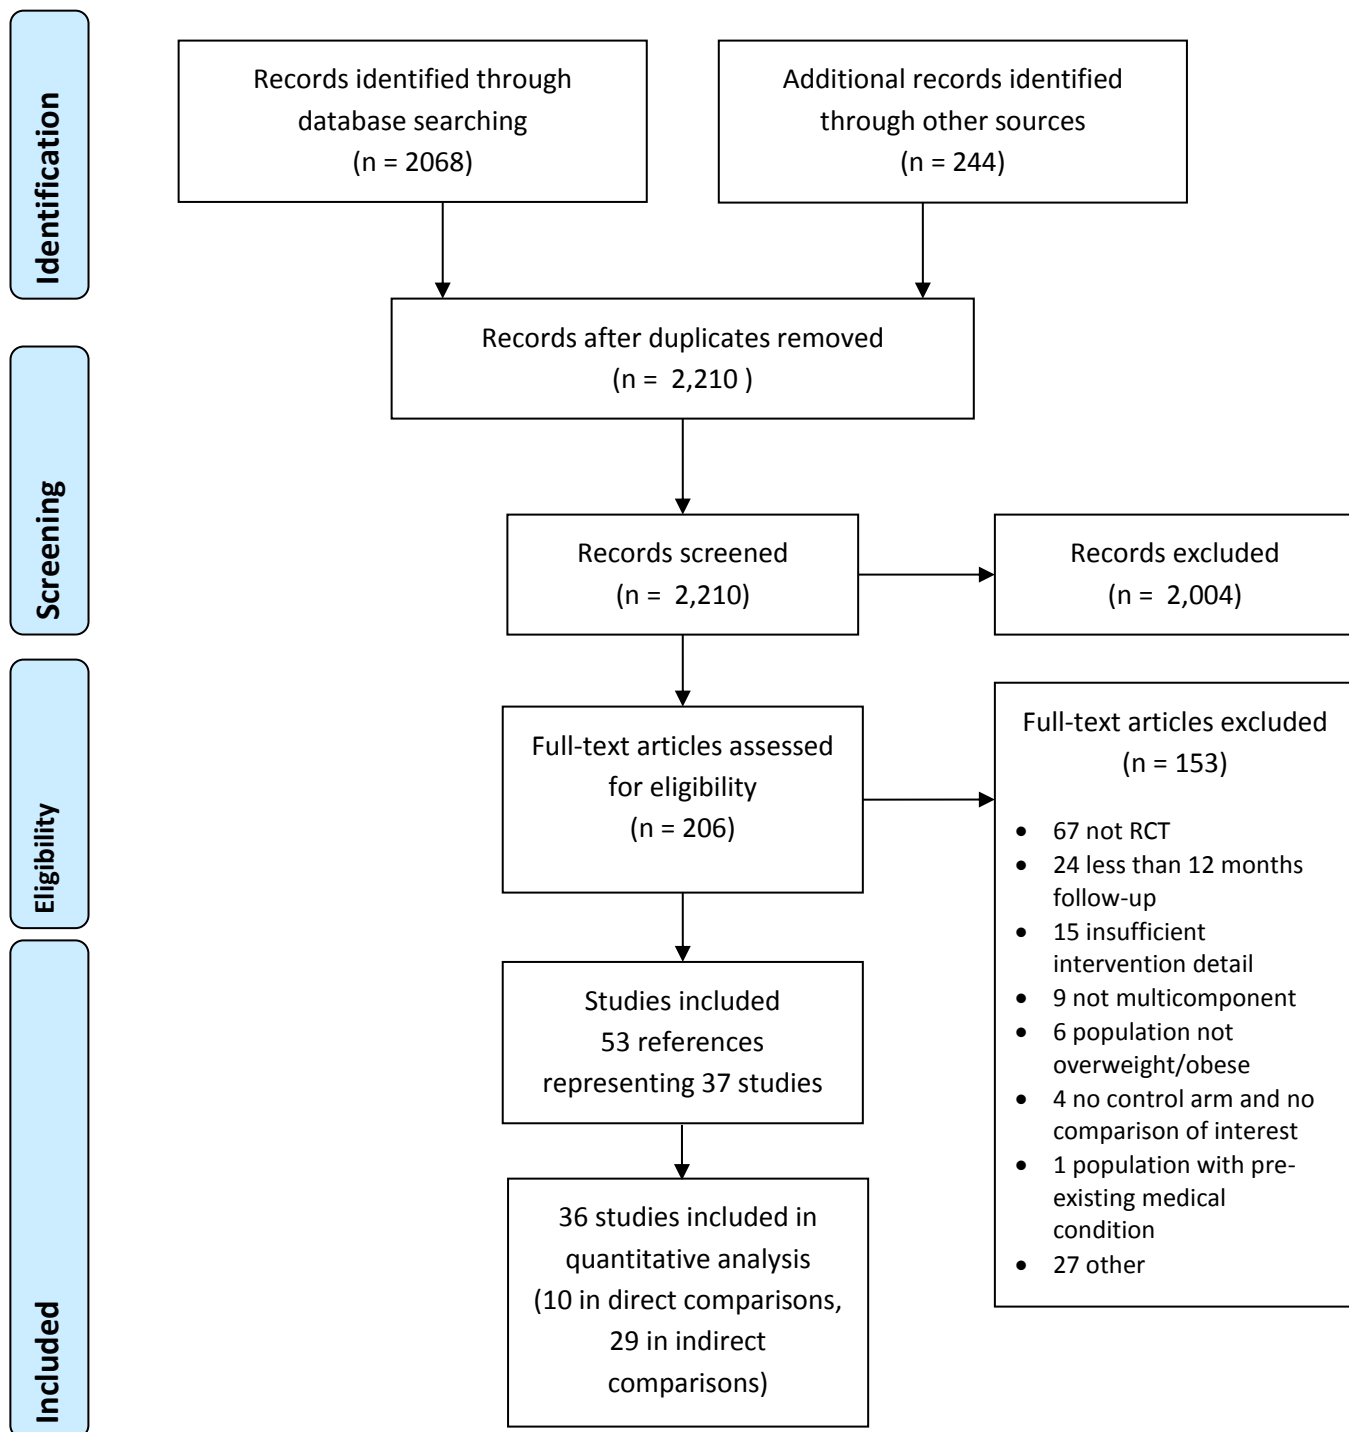 Identification
Records identified through
database searching
(n = 2068)
Additional records identified
through other sources
(n = 244)
Records after duplicates removed
(n = 2,210 )
Screening
Records screened
(n = 2,210)
Records excluded
(n = 2,004)
Eligibility
Full-text articles assessed
for eligibility
(n = 206)
Full-text articles excluded
(n = 153)
• 67 not RCT
• 24 less than 12 months
follow-up
• 15 insufficient
intervention detail
• 9 not multicomponent
• 6 population not
overweight/obese
• 4 no control arm and no
comparison of interest
• 1 population with pre-
existing medical
condition
• 27 other
Included
Studies included
53 references
representing 37 studies
36 studies included in
quantitative analysis
(10 in direct comparisons,
29 in indirect
comparisons)